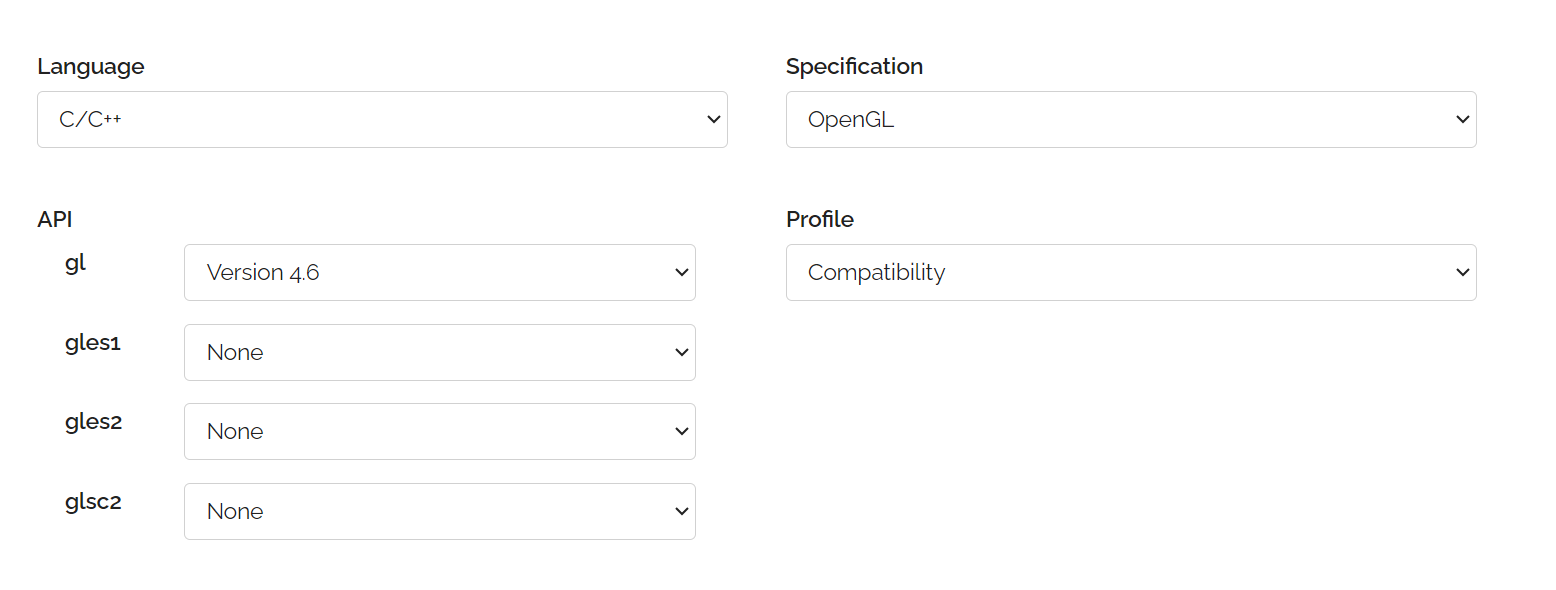 Language
C/C++
Specification
OpenGL
API
gl
Version 4.6
gles1
None
gles2
None
glsc2
None
Profile
Compatibility